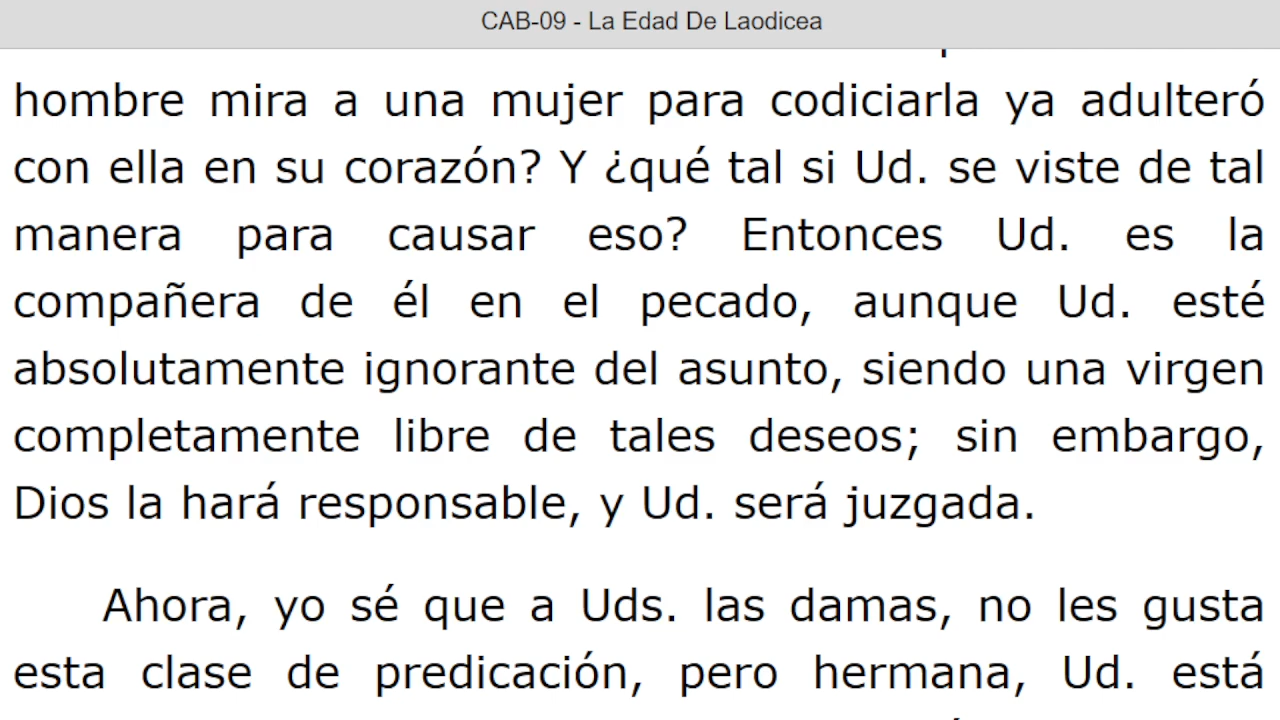 CAB-09 - La Edad De Laodicea
hombre mira a una mujer para codiciarla ya adulteró
con ella en su corazón? Y ¿qué tal si Ud. se viste de tal
manera para causar eso? Entonces Ud. es la
compañera de él en el pecado, aunque Ud. esté
absolutamente ignorante del asunto, siendo una virgen
completamente libre de tales deseos; sin embargo,
Dios la hará responsable, y Ud. será juzgada.
Ahora, yo sé que a Uds. las damas, no les gusta
esta clase de predicación, pero hermana, Ud. está